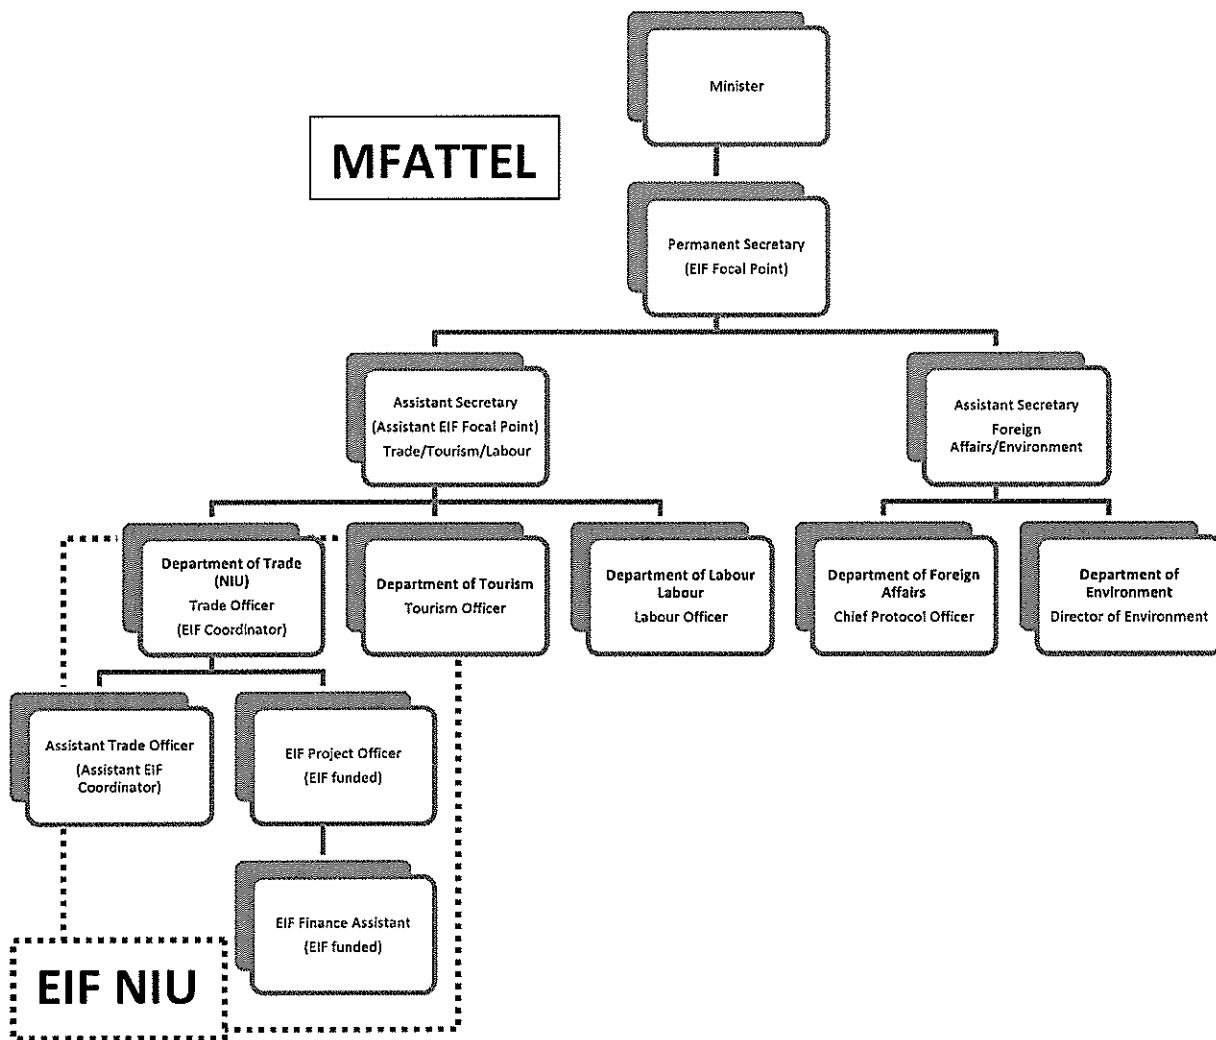 Minister
MFATTEL
Permanent Secretary
(EIF Focal Point)
Assistant Secretary
(Assistant EIF Focal Point)
Trade/Tourism/Labour
Assistant Secretary
Foreign
Affairs/Environment
Department of Trade
(NIU)
Trade Officer
(EIF Coordinator)
Department of Tourism
Tourism Officer
Department of Labour
Labour
Labour Officer
Department of Foreign
Affairs
Chief Protocol Officer
Department of
Environment
Director of Environment
Assistant Trade Officer
(Assistant EIF
Coordinator)
EIF Project Officer
(EIF funded)
EIF Finance Assistant
(EIF funded)
EIF NIU